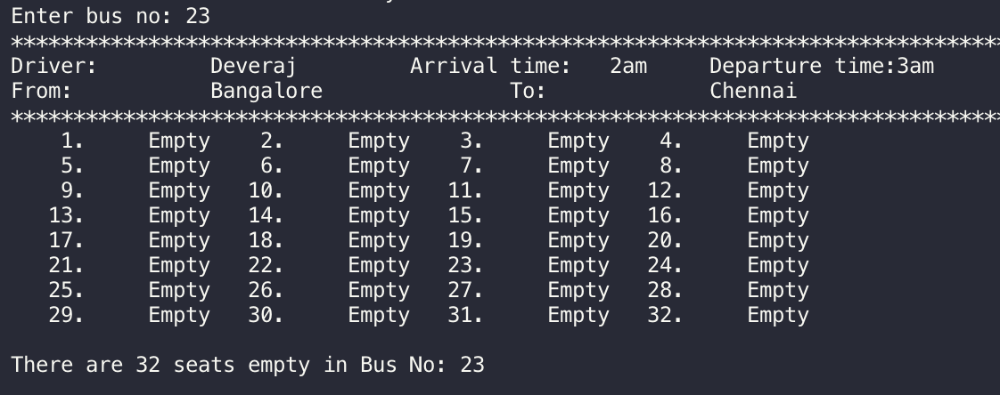 Enter bus no: 23
********************************************************************************
Driver: Deveraj Arrival time: 2am Departure time:3am
From: Bangalore To: Chennai
********************************************************************************
1. Empty 2. Empty 3. Empty 4. Empty
5. Empty 6. Empty 7. Empty 8. Empty
9. Empty 10. Empty 11. Empty 12. Empty
13. Empty 14. Empty 15. Empty 16. Empty
17. Empty 18. Empty 19. Empty 20. Empty
21. Empty 22. Empty 23. Empty 24. Empty
25. Empty 26. Empty 27. Empty 28. Empty
29. Empty 30. Empty 31. Empty 32. Empty
There are 32 seats empty in Bus No: 23